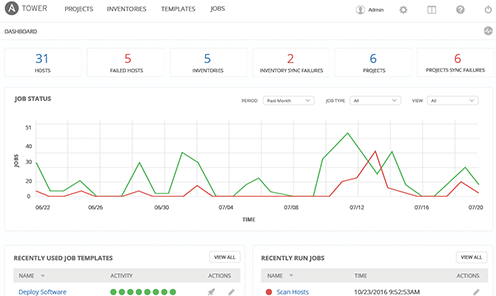 A TOWER PROJECTS INVENTORIES TEMPLATES JOBS Admin ?
DASHBOARD
31 5 5 2 6 6
HOSTS FAILED HOSTS INVENTORIES INVENTORY SYNC FAILURES PROJECTS PROJECTS SYNC FAILURES
JOB STATUS
PERIOD: Past Month JOB TYPE: All VIEW: All
51
40
30
20
0
JOBS
06/22 06/26 06/30 07/04 07/08 07/12 07/16 07/20
TIME
RECENTLY USED JOB TEMPLATES VIEW ALL
NAME ACTIVITY ACTIONS
Deploy Software
RECENTLY RUN JOBS VIEW ALL
NAME TIME ACTIONS
Scan Hosts 10/23/2016 9:52:53AM